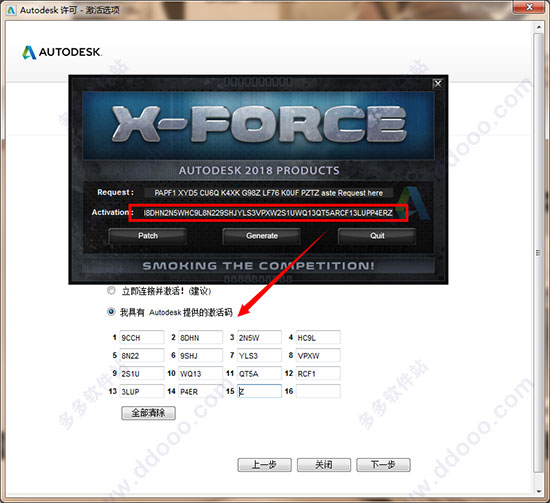 Autodesk 许可 - 激活选项
AUTODESK.
X-FORCE
AUTODESK 2018 PRODUCTS
Request : PAPF1 XYD5 CU6Q K4XK G98Z LF76 K0UF PZTZ aste Request here
Activation: I8DHN2N5WHC9L8N229SHJYLS3VPXW2S1UWQ13QT5ARCF13LUPP4ERZ
Patch Generate Quit
SMOKING THE COMPETITION!
立即连接并激活! (建议)
我具有 Autodesk 提供的激活码
1 9CCH 2 8DHN 3 2N5W 4 HC9L
5 8N22 6 9SHJ 7 YLS3 8 VPXW
9 2S1U 10 WQ13 11 QT5A 12 RCF1
13 3LUP 14 P4ER 15 Z 16
全部清除
上一步 关闭 下一步
多多软件站
www.ddooo.com